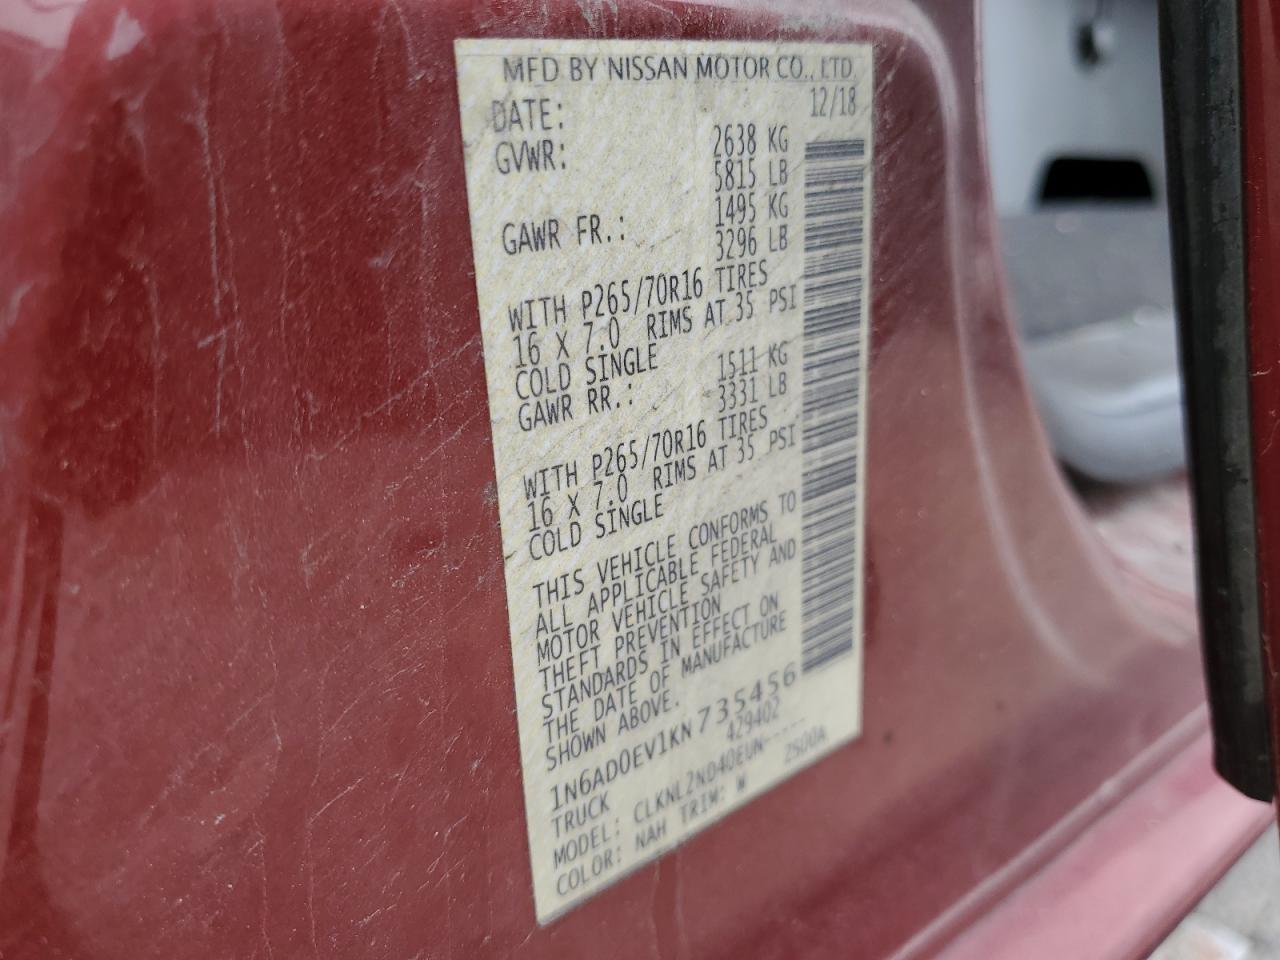 MFD BY NISSAN MOTOR CO., LTD.
DATE: 12/18
GVWR: 2638 KG
5815 LB
GAWR FR.: 1495 KG
3296 LB
WITH P265/70R16 TIRES
16 X 7.0 RIMS AT 35 PSI
COLD SINGLE
GAWR RR.: 1511 KG
3331 LB
WITH P265/70R16 TIRES
16 X 7.0 RIMS AT 35 PSI
COLD SINGLE
THIS VEHICLE CONFORMS TO
ALL APPLICABLE FEDERAL
MOTOR VEHICLE SAFETY AND
THEFT PREVENTION
STANDARDS IN EFFECT ON
THE DATE OF MANUFACTURE
SHOWN ABOVE.
1N6AD0EV1KN735456
TRUCK 429402
MODEL: CLKNL2ND40EUN-----
COLOR: NAH TRIM: W 2S00A